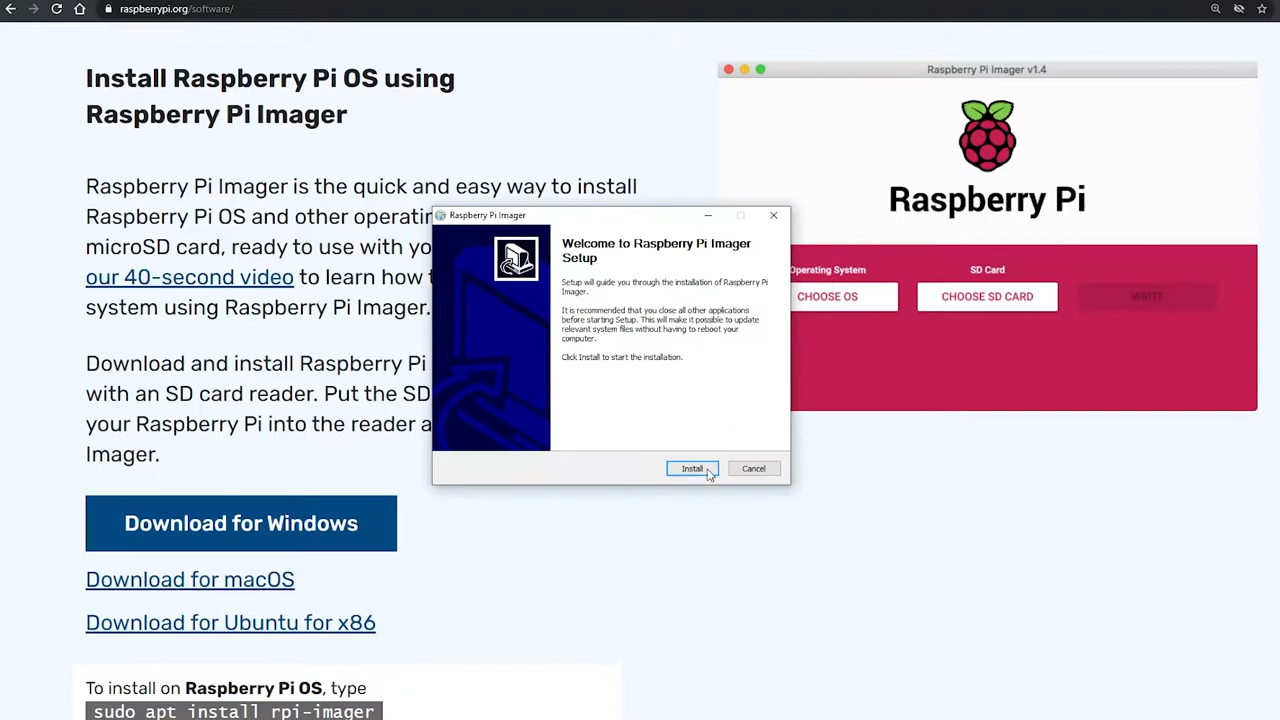 raspberrypi.org/software/
Install Raspberry Pi OS using
Raspberry Pi Imager
Raspberry Pi Imager is the quick and easy way to install
Raspberry Pi OS and other operati
microSD card, ready to use with yo
our 40-second video to learn how t
system using Raspberry Pi Imager.
Download and install Raspberry Pi
with an SD card reader. Put the SD
your Raspberry Pi into the reader a
Imager.
Download for Windows
Download for macOS
Download for Ubuntu for x86
To install on Raspberry Pi OS, type
sudo apt install rpi-imager
Raspberry Pi Imager
Welcome to Raspberry Pi Imager
Setup
Setup will guide you through the installation of Raspberry Pi
Imager.
It is recommended that you close all other applications
before starting Setup. This will make it possible to update
relevant system files without having to reboot your
computer.
Click Install to start the installation.
Install
Cancel
Raspberry Pi Imager v1.4
Raspberry Pi
Operating System
SD Card
CHOOSE OS
CHOOSE SD CARD
WRITE